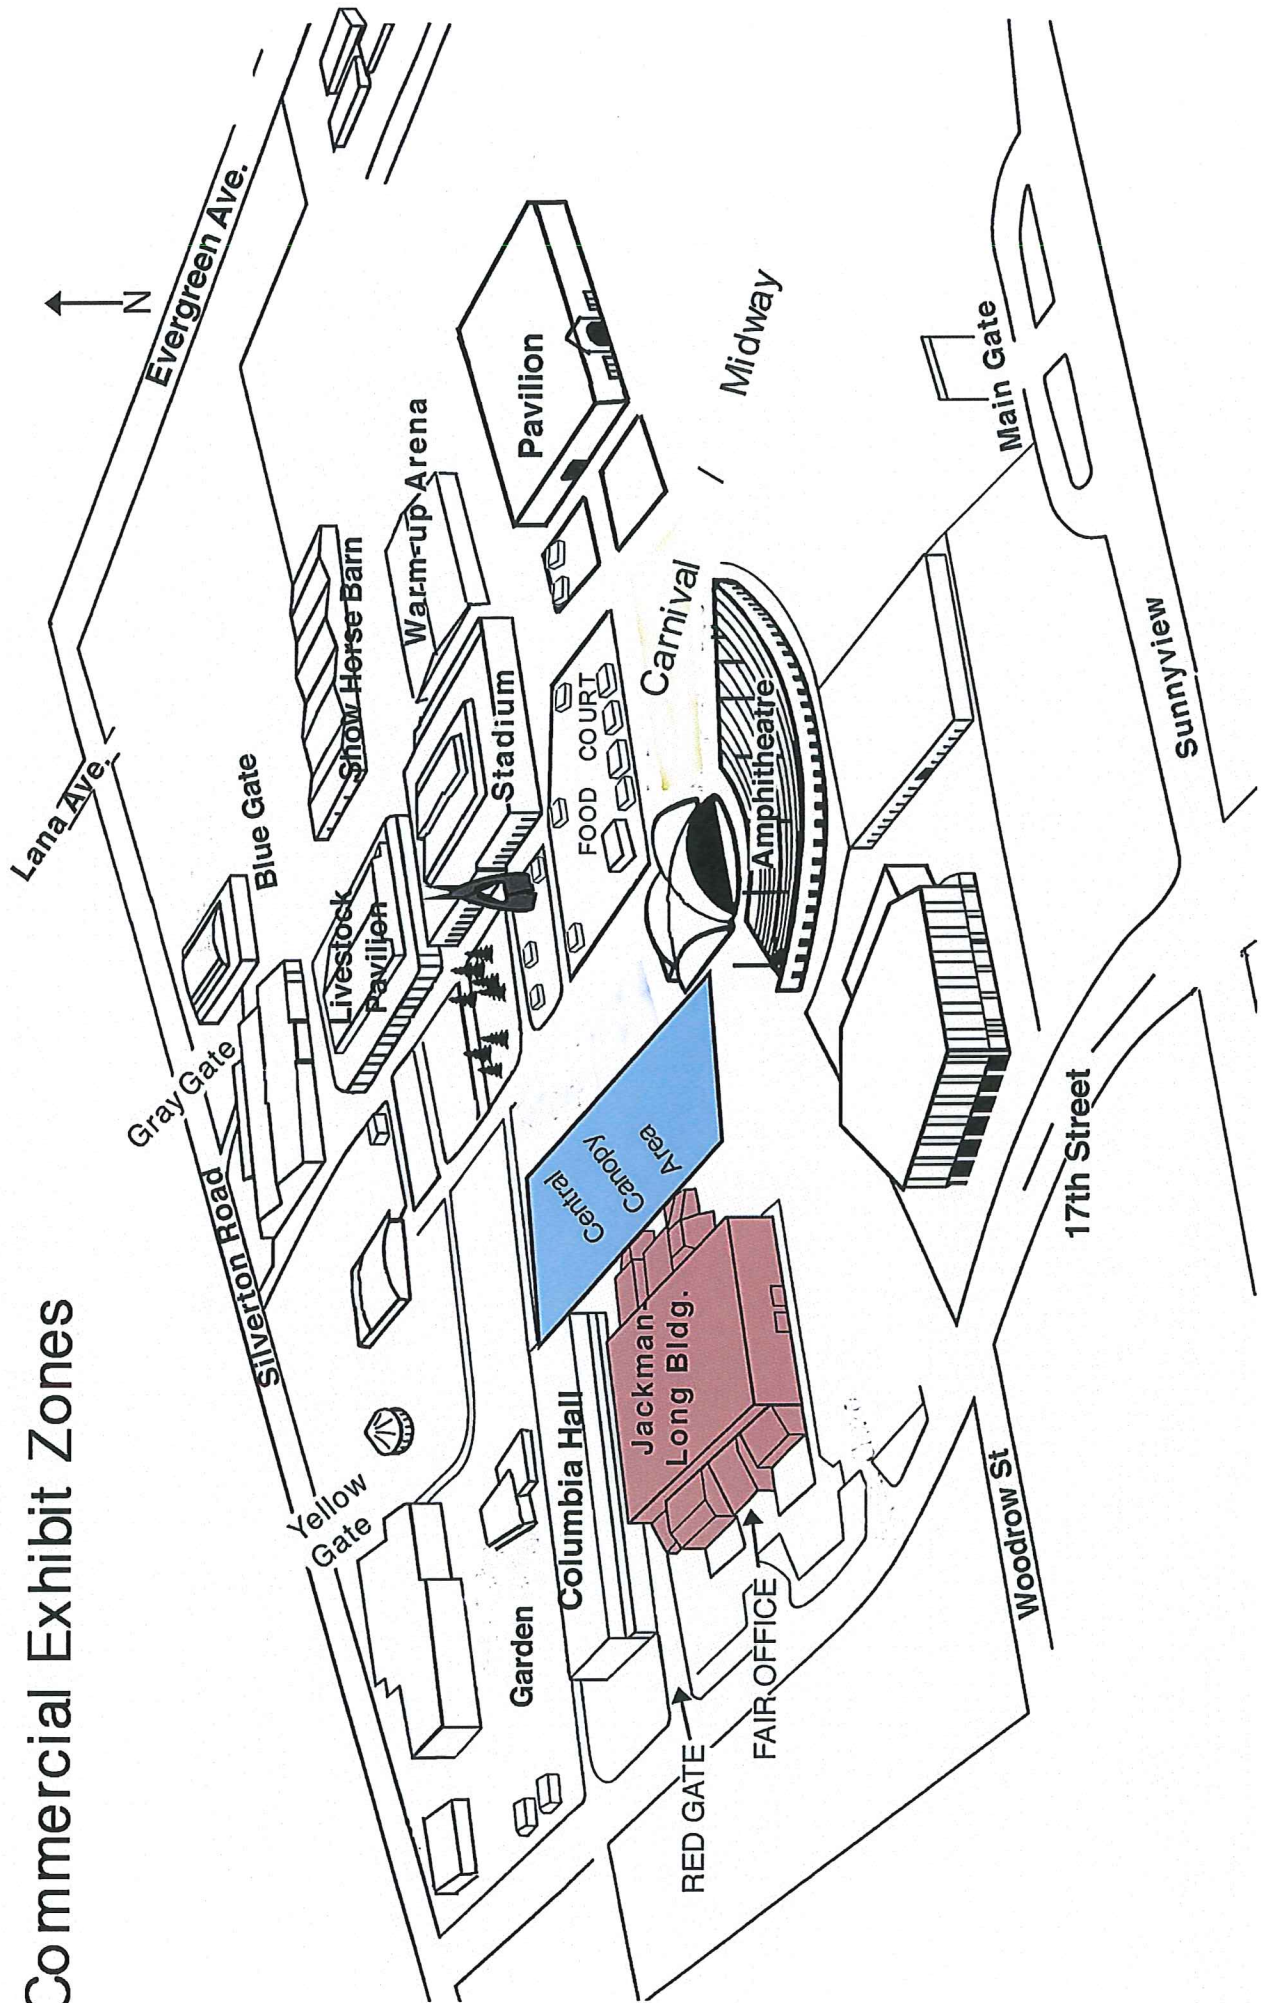 Commercial Exhibit Zones
Lana Ave.
Evergreen Ave.
N
Blue Gate
Gray Gate
Silverton Road
Yellow
Gate
Show Horse Barn
Warm-up Arena
Livestock
Pavilion
Stadium
Pavilion
FOOD COURT
Carnival
Midway
Amphitheatre
Main Gate
Central
Canopy
Area
Garden
Columbia Hall
Jackman-
Long Bldg.
RED GATE
FAIR OFFICE
17th Street
Woodrow St
Sunnyview